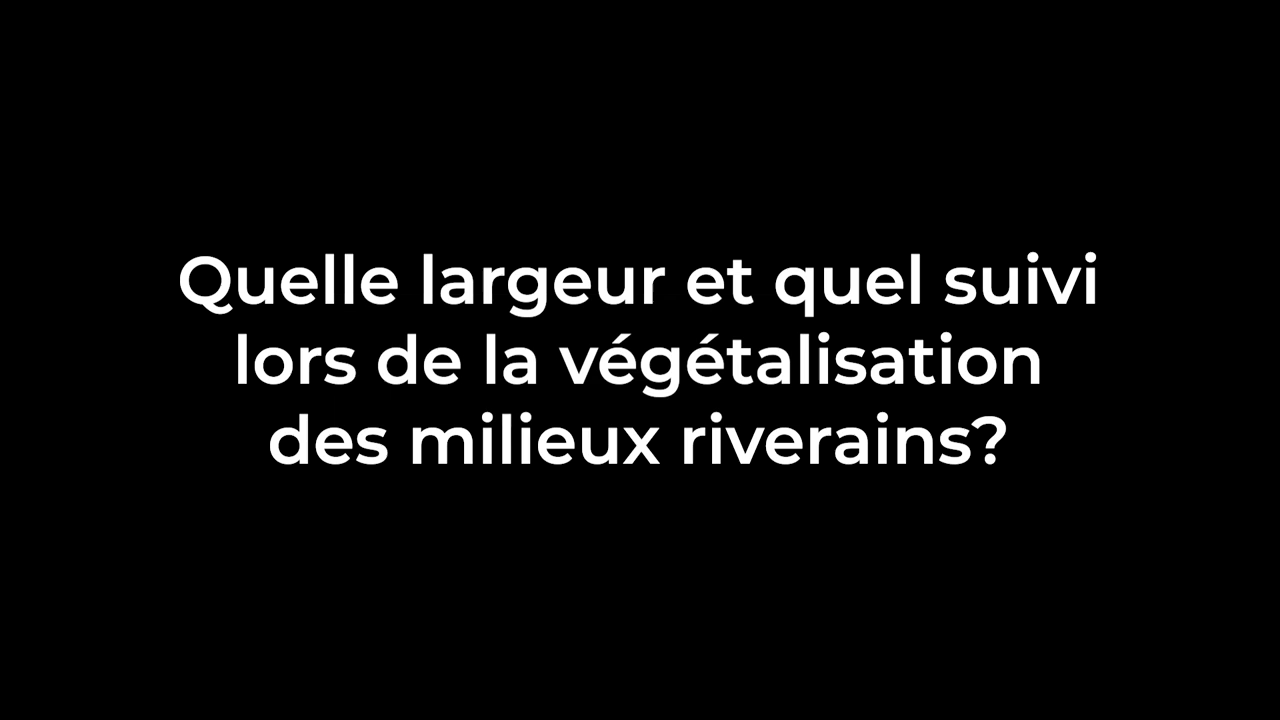 Quelle largeur et quel suivi
lors de la végétalisation
des milieux riverains?